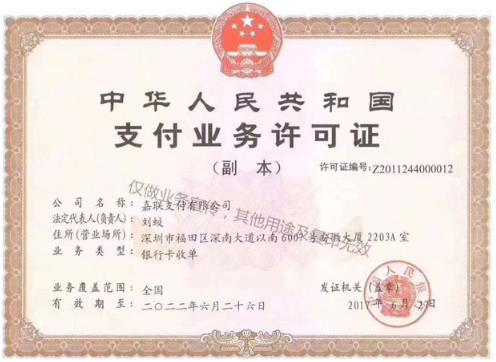 中华人民共和国
支付业务许可证
（副 本）
许可证编号：Z2011244000012
公司名称：嘉联支付有限公司
法定代表人（负责人）：刘蛟
住所（营业场所）：深圳市福田区深南大道以南6007号安徽大厦2203A室
业务类型：银行卡收单
业务覆盖范围：全国
有效期至：二〇二二年六月二十六日
发证机关（盖章）
2017年6月27日
仅做业务宣传，其他用途及复印无效